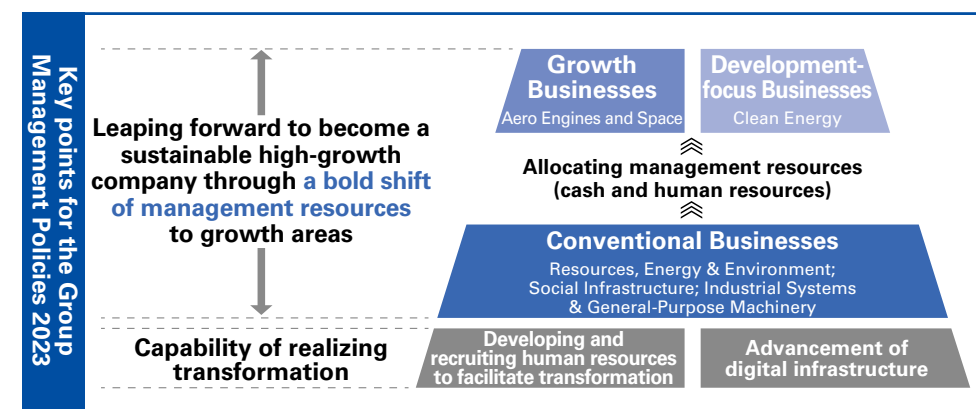 Key points for the Group
Management Policies 2023
Leaping forward to become a
sustainable high-growth
company through a bold shift
of management resources
to growth areas
Growth
Businesses
Aero Engines and Space
Development-
focus Businesses
Clean Energy
Allocating management resources
(cash and human resources)
Conventional Businesses
Resources, Energy & Environment;
Social Infrastructure; Industrial Systems
& General-Purpose Machinery
Capability of realizing
transformation
Developing and
recruiting human resources
to facilitate transformation
Advancement of
digital infrastructure